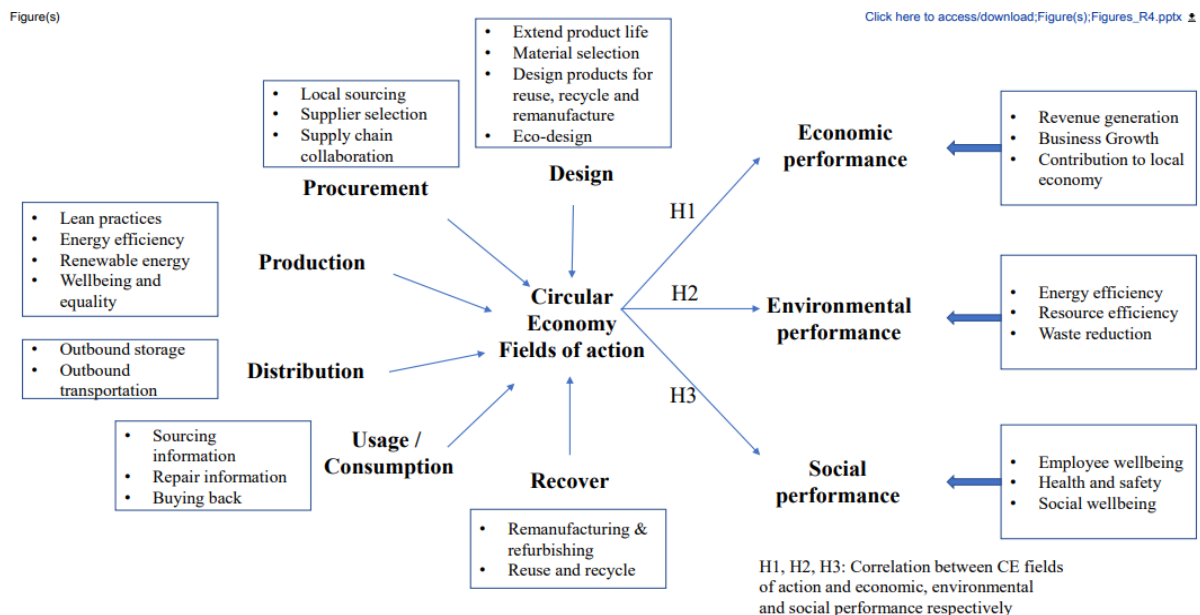 Figure(s)
Click here to access/download;Figure(s);Figures_R4.pptx
• Extend product life
• Material selection
• Design products for
reuse, recycle and
remanufacture
• Eco-design
Design
• Local sourcing
• Supplier selection
• Supply chain
collaboration
Procurement
• Lean practices
• Energy efficiency
• Renewable energy
• Wellbeing and
equality
Production
• Outbound storage
• Outbound
transportation
Distribution
• Sourcing
information
• Repair information
• Buying back
Usage /
Consumption
Recover
• Remanufacturing &
refurbishing
• Reuse and recycle
Circular
Economy
Fields of action
H1
H2
H3
Economic
performance
• Revenue generation
• Business Growth
• Contribution to local
economy
Environmental
performance
• Energy efficiency
• Resource efficiency
• Waste reduction
Social
performance
• Employee wellbeing
• Health and safety
• Social wellbeing
H1, H2, H3: Correlation between CE fields
of action and economic, environmental
and social performance respectively